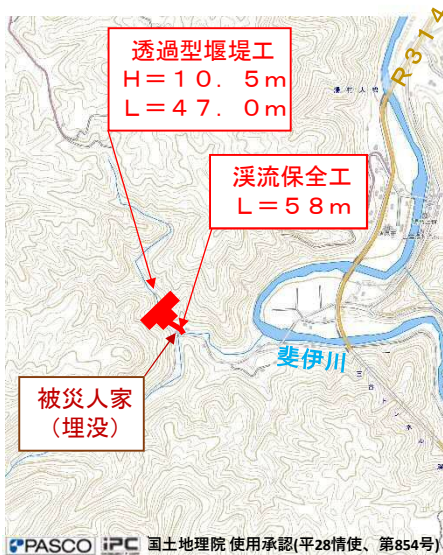 透過型堰堤工
H=10.5m
L=47.0m
R314
渓流保全工
L=58m
斐伊川
被災人家
(埋没)
PASCO iPC 国土地理院 使用承認(平28情使、第854号)